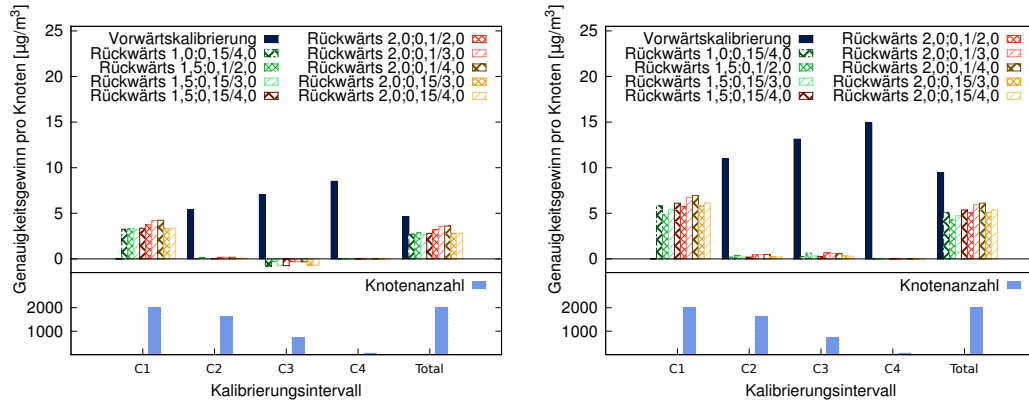 Genauigkeitsgewinn pro Knoten [µg/m³]
25
20
15
10
5
0
Vorwärtskalibrierung
Rückwärts 1,0;0,15/4,0
Rückwärts 1,5;0,1/2,0
Rückwärts 1,5;0,15/3,0
Rückwärts 1,5;0,15/4,0
Rückwärts 2,0;0,1/2,0
Rückwärts 2,0;0,1/3,0
Rückwärts 2,0;0,1/4,0
Rückwärts 2,0;0,15/3,0
Rückwärts 2,0;0,15/4,0
Knotenanzahl
2000
1000
C1 C2 C3 C4 Total
Kalibrierungsintervall
Genauigkeitsgewinn pro Knoten [µg/m³]
25
20
15
10
5
0
Vorwärtskalibrierung
Rückwärts 1,0;0,15/4,0
Rückwärts 1,5;0,1/2,0
Rückwärts 1,5;0,15/3,0
Rückwärts 1,5;0,15/4,0
Rückwärts 2,0;0,1/2,0
Rückwärts 2,0;0,1/3,0
Rückwärts 2,0;0,1/4,0
Rückwärts 2,0;0,15/3,0
Rückwärts 2,0;0,15/4,0
Knotenanzahl
2000
1000
C1 C2 C3 C4 Total
Kalibrierungsintervall